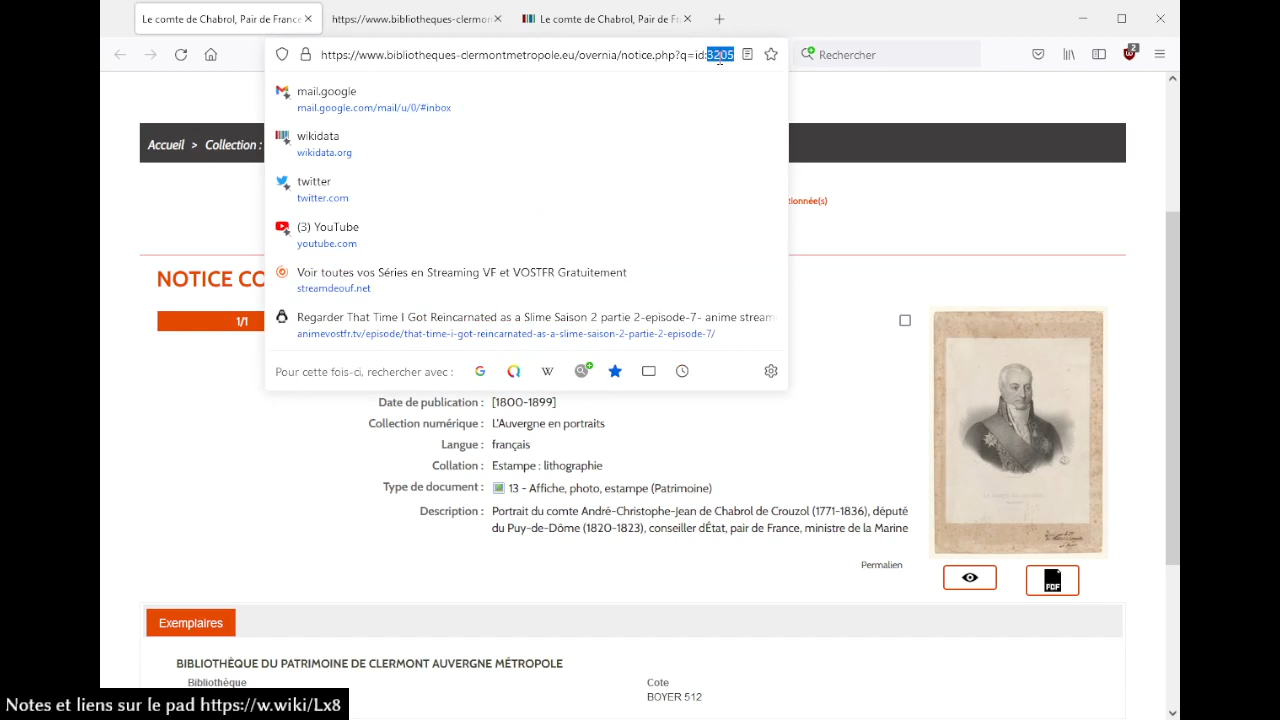 Le comte de Chabrol, Pair de France
https://www.bibliotheques-clermon
Le comte de Chabrol, Pair de Fr
https://www.bibliotheques-clermontmetropole.eu/overnia/notice.php?q=id:3205
Rechercher
2
mail.google
mail.google.com/mail/u/0/#inbox
wikidata
wikidata.org
twitter
twitter.com
(3) YouTube
youtube.com
Voir toutes vos Séries en Streaming VF et VOSTFR Gratuitement
streamdeouf.net
Regarder That Time I Got Reincarnated as a Slime Saison 2 partie 2-episode-7- anime stream
animevostfr.tv/episode/that-time-i-got-reincarnated-as-a-slime-saison-2-partie-2-episode-7/
Pour cette fois-ci, rechercher avec :
Accueil > Collection :
tionnée(s)
NOTICE CO
1/1
Date de publication : [1800-1899]
Collection numérique : L'Auvergne en portraits
Langue : français
Collation : Estampe : lithographie
Type de document : 13 - Affiche, photo, estampe (Patrimoine)
Description : Portrait du comte André-Christophe-Jean de Chabrol de Crouzol (1771-1836), député
du Puy-de-Dôme (1820-1823), conseiller dÉtat, pair de France, ministre de la Marine
Permalien
PDF
Exemplaires
BIBLIOTHÈQUE DU PATRIMOINE DE CLERMONT AUVERGNE MÉTROPOLE
Bibliothèque Cote
BOYER 512
Notes et liens sur le pad https://w.wiki/Lx8